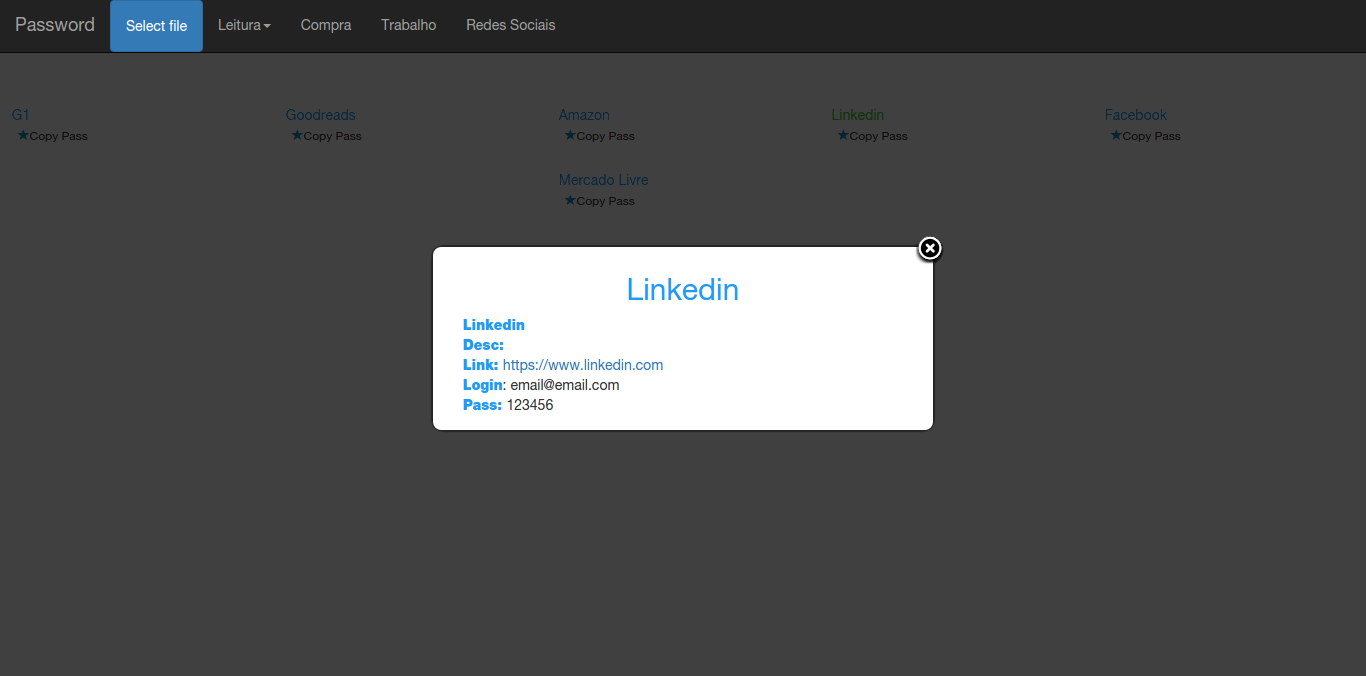 Password Select file Leitura Compra Trabalho Redes Sociais
G1 Goodreads Amazon Linkedin Facebook
★Copy Pass ★Copy Pass ★Copy Pass ★Copy Pass ★Copy Pass
Mercado Livre
★Copy Pass
Linkedin
Linkedin
Desc:
Link: https://www.linkedin.com
Login: email@email.com
Pass: 123456